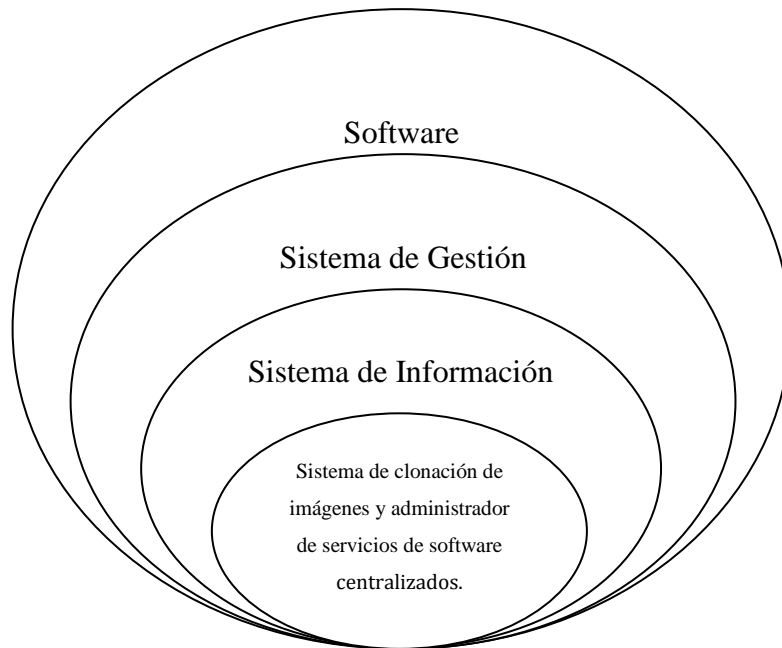 Software
Sistema de Gestión
Sistema de Información
Sistema de clonación de
imágenes y administrador
de servicios de software
centralizados.